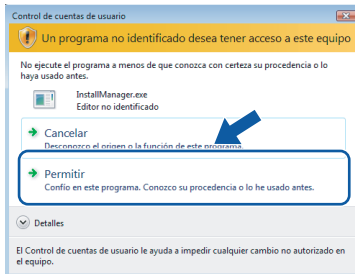 Control de cuentas de usuario
Un programa no identificado desea tener acceso a este equipo
No ejecute el programa a menos de que conozca con certeza su procedencia o lo
haya usado antes.
InstallManager.exe
Editor no identificado
Cancelar
Desconozco el origen o la función de este programa.
Permitir
Confío en este programa. Conozco su procedencia o lo he usado antes.
Detalles
El Control de cuentas de usuario le ayuda a impedir cualquier cambio no autorizado en
el equipo.